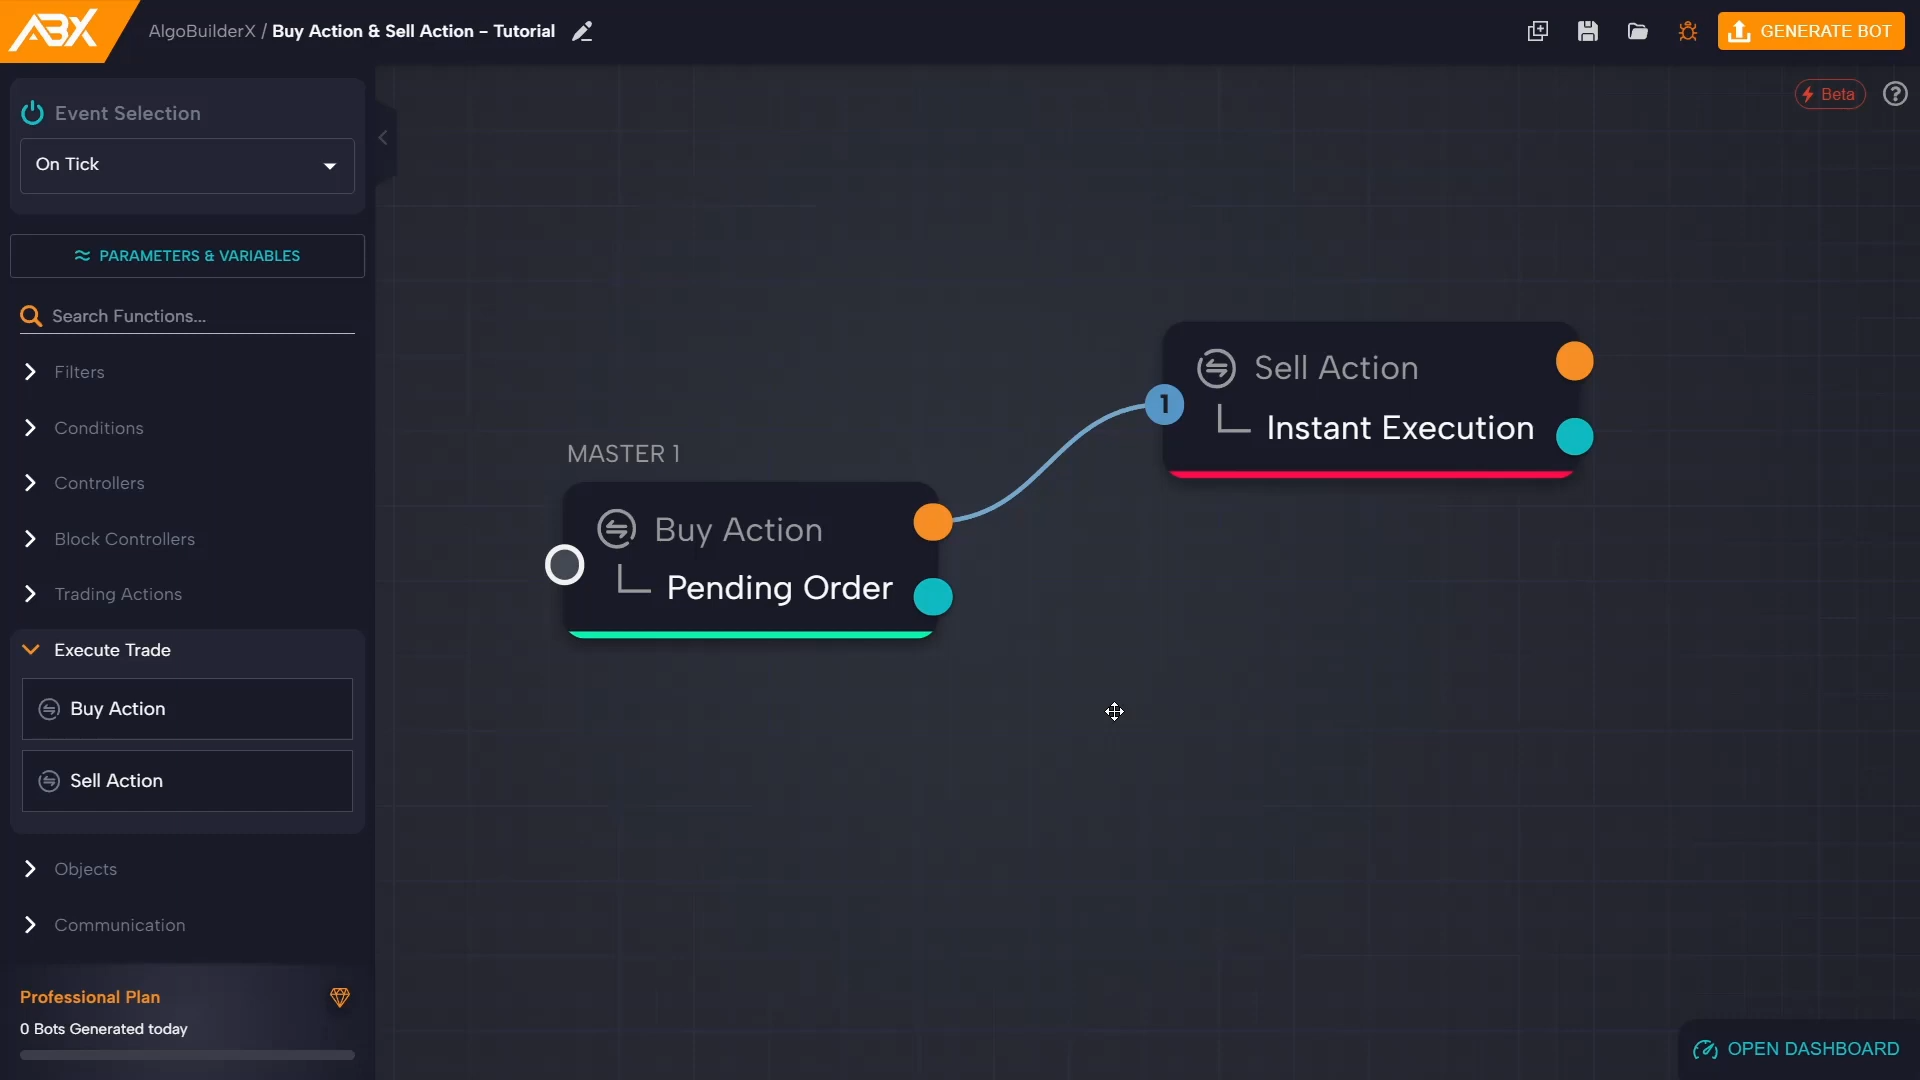 ABX
AlgoBuilderX / Buy Action & Sell Action - Tutorial
GENERATE BOT
Beta
?
Event Selection
On Tick
PARAMETERS & VARIABLES
Search Functions...
Filters
Conditions
Controllers
Block Controllers
Trading Actions
Execute Trade
Buy Action
Sell Action
Objects
Communication
Professional Plan
0 Bots Generated today
MASTER 1
Buy Action
Pending Order
1
Sell Action
Instant Execution
OPEN DASHBOARD